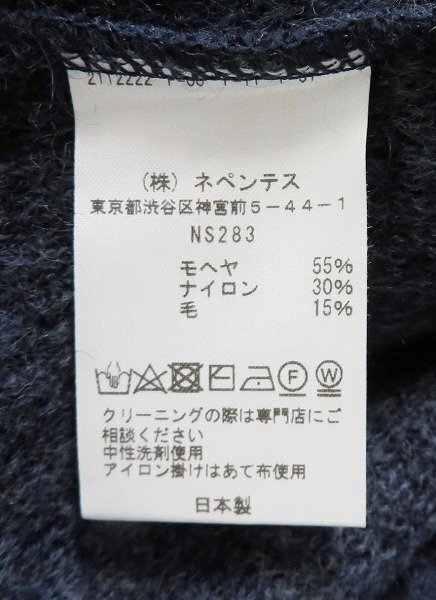 (株) ネペンテス
東京都渋谷区神宮前5-44-1
NS283
モヘヤ 55%
ナイロン 30%
毛 15%
F W
クリーニングの際は専門店にご
相談ください
中性洗剤使用
アイロン掛けはあて布使用
日本製